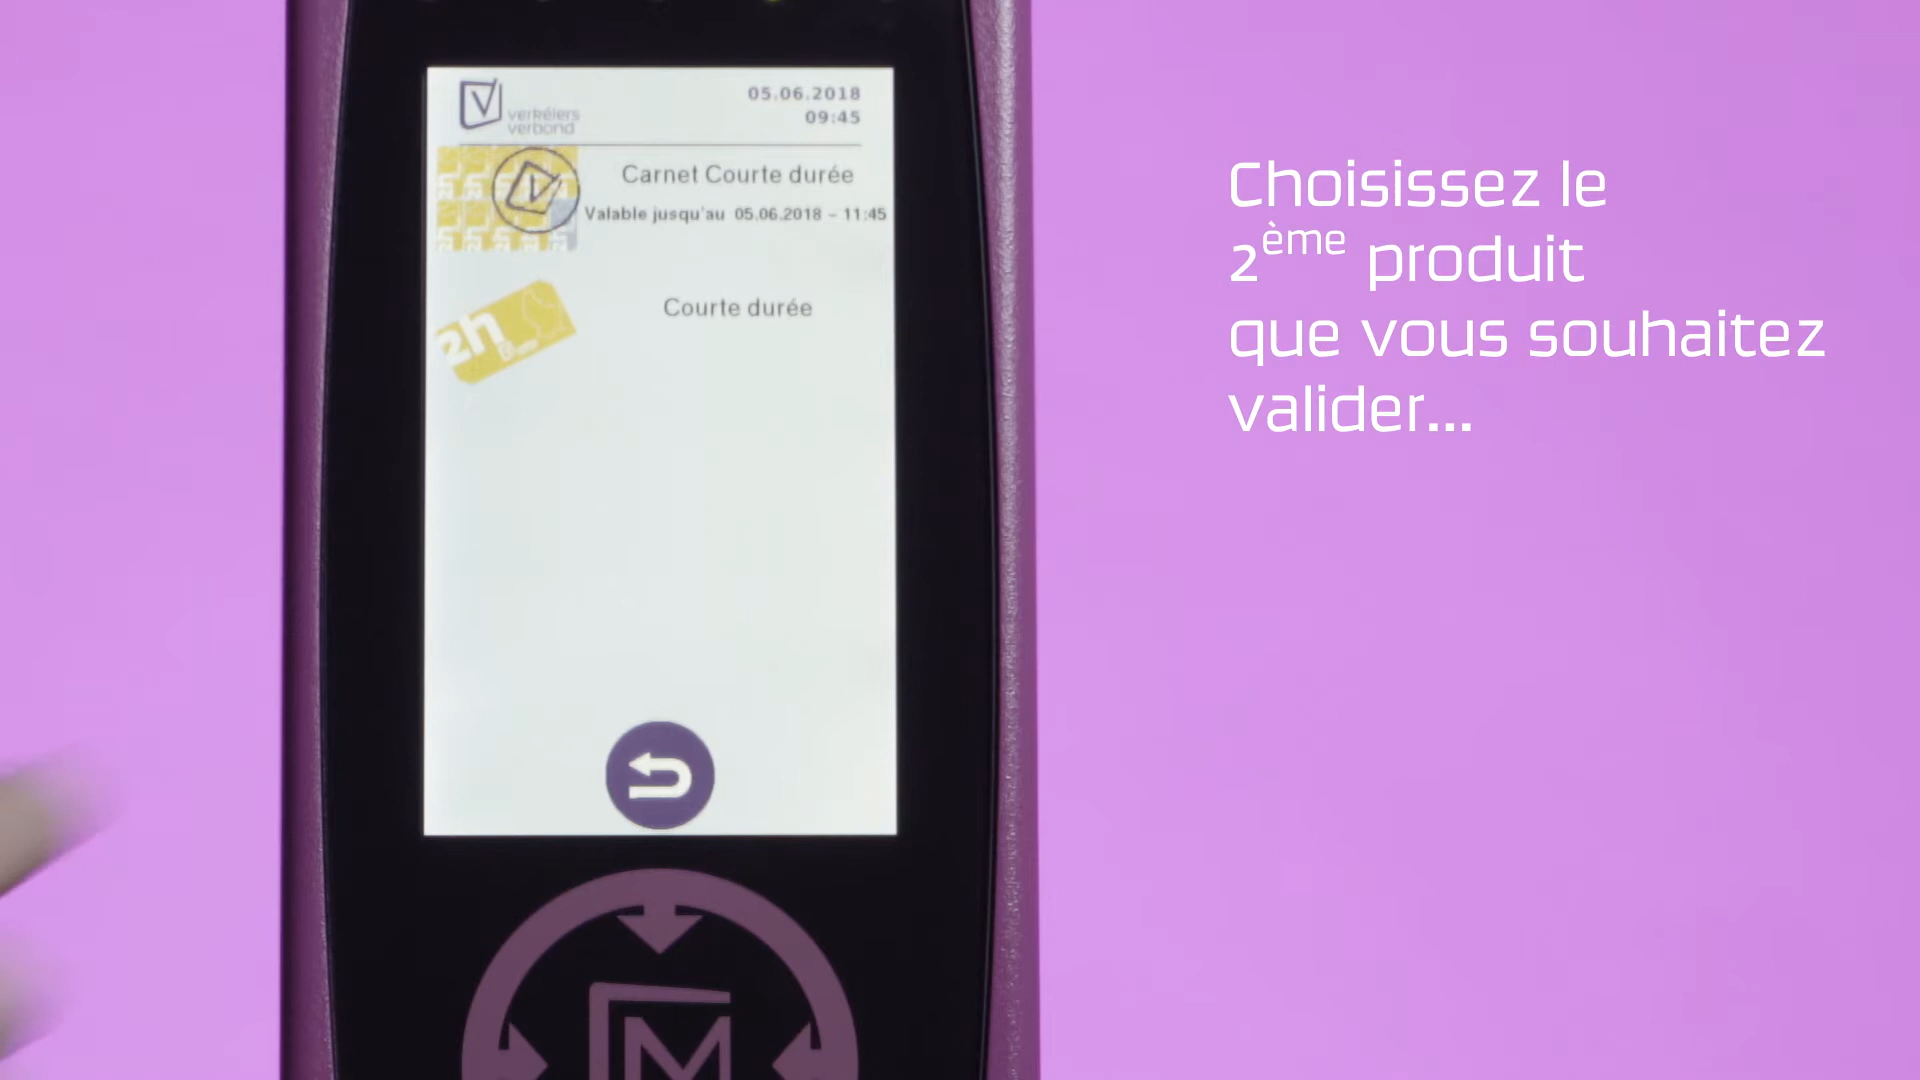 verkéiers
verbond
05.06.2018
09:45
Carnet Courte durée
Valable jusqu'au 05.06.2018 - 11:45
2h
Courte durée
M
Choisissez le
2ème produit
que vous souhaitez
valider...